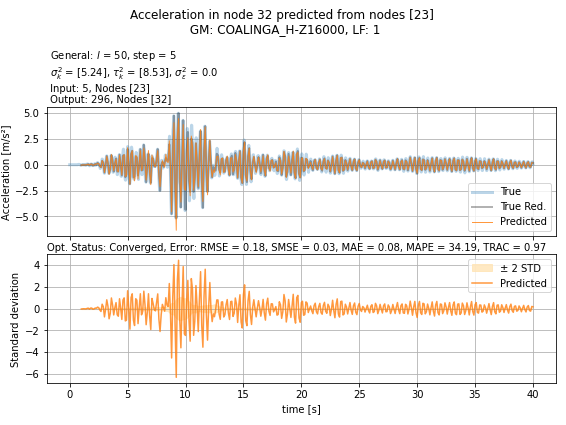 Acceleration in node 32 predicted from nodes [23]
GM: COALINGA_H-Z16000, LF: 1
General: l = 50, step = 5
σ²ₖ = [5.24], τ²ₖ = [8.53], σ²ε = 0.0
Input: 5, Nodes [23]
Output: 296, Nodes [32]
Acceleration [m/s²]
5.0
2.5
0.0
−2.5
−5.0
True
True Red.
Predicted
Opt. Status: Converged, Error: RMSE = 0.18, SMSE = 0.03, MAE = 0.08, MAPE = 34.19, TRAC = 0.97
Standard deviation
4
2
0
−2
−4
−6
± 2 STD
Predicted
0 5 10 15 20 25 30 35 40
time [s]